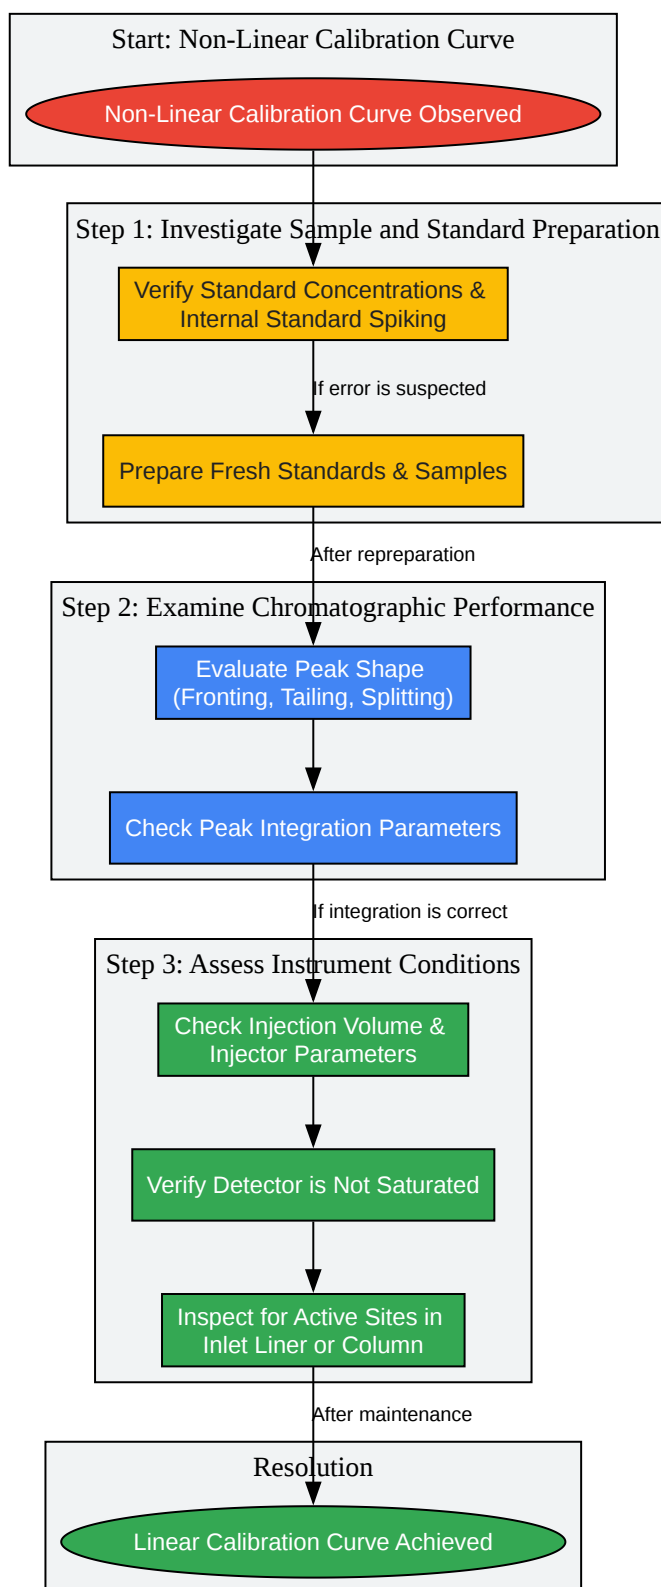 Start: Non-Linear Calibration Curve
Non-Linear Calibration Curve Observed
Step 1: Investigate Sample and Standard Preparation
Verify Standard Concentrations &
Internal Standard Spiking
If error is suspected
Prepare Fresh Standards & Samples
After repreparation
Step 2: Examine Chromatographic Performance
Evaluate Peak Shape
(Fronting, Tailing, Splitting)
Check Peak Integration Parameters
If integration is correct
Step 3: Assess Instrument Conditions
Check Injection Volume &
Injector Parameters
Verify Detector is Not Saturated
Inspect for Active Sites in
Inlet Liner or Column
After maintenance
Resolution
Linear Calibration Curve Achieved